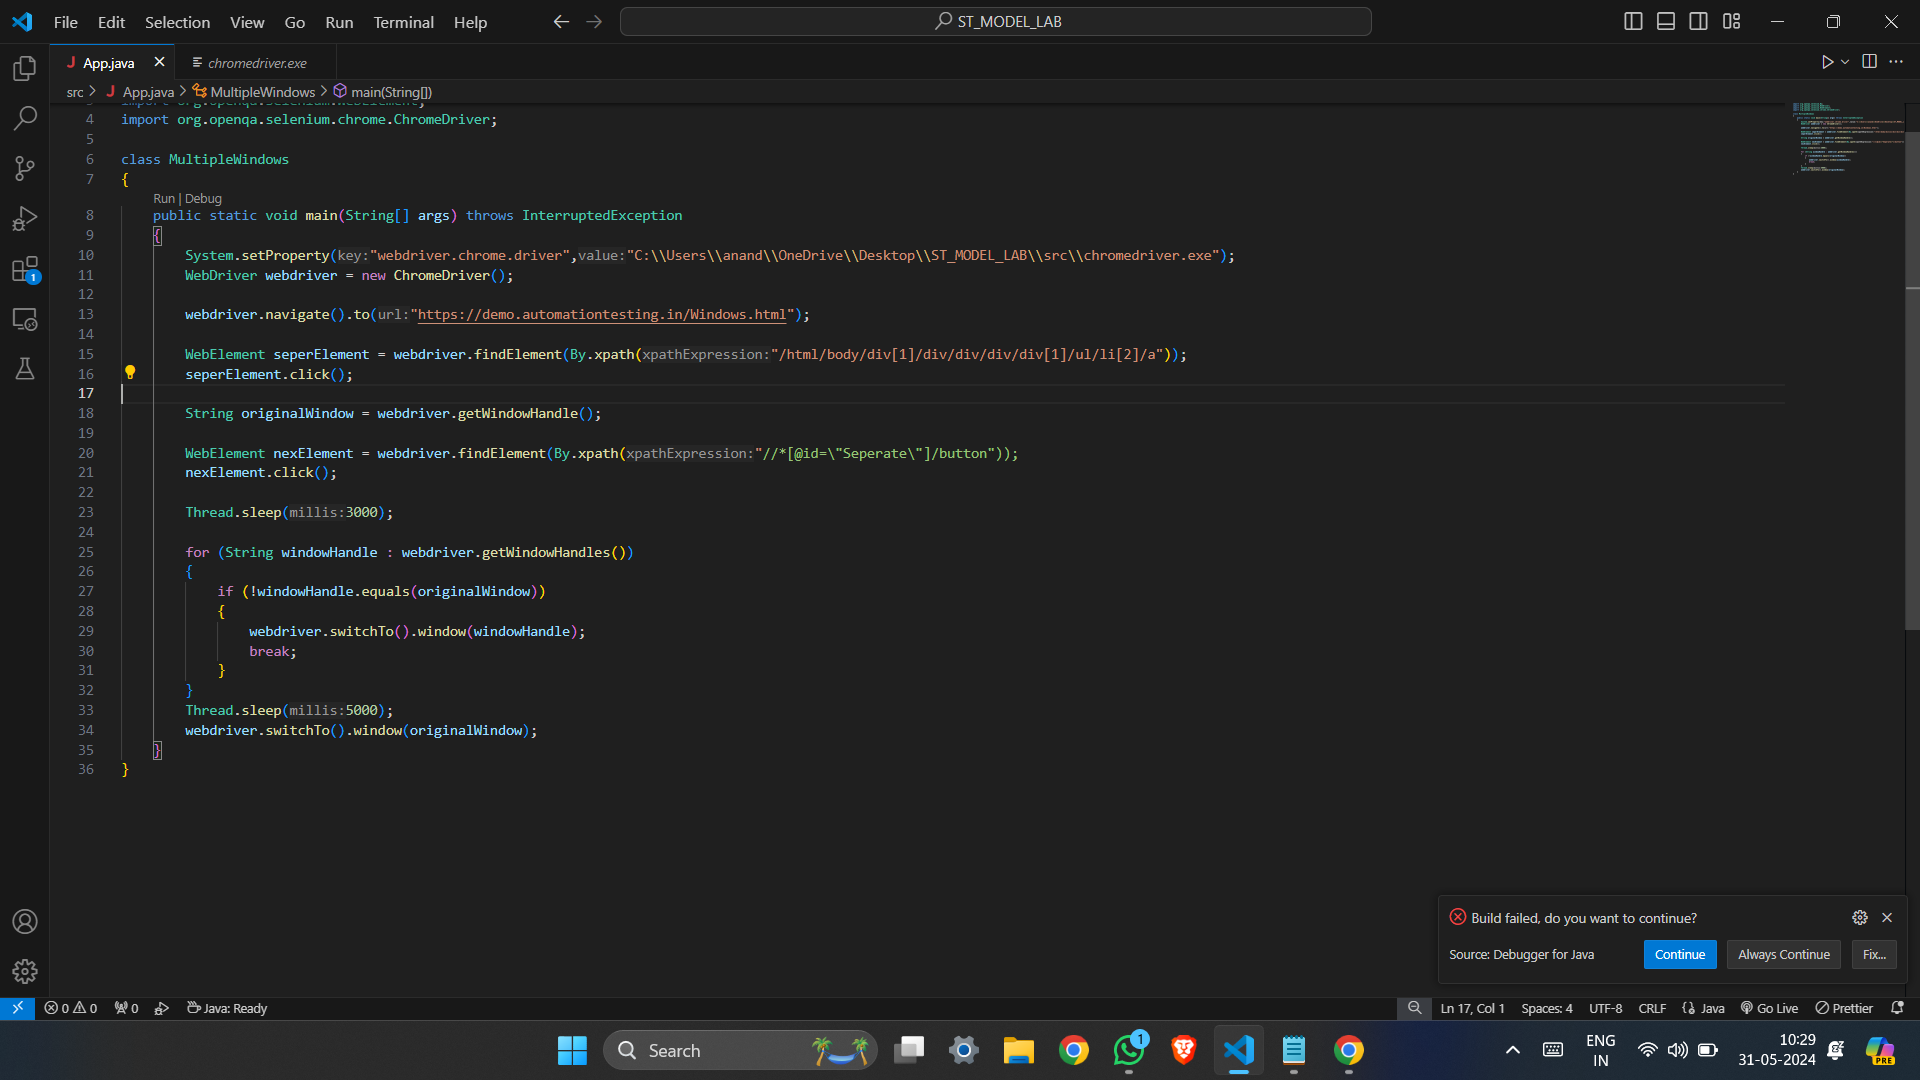 File Edit Selection View Go Run Terminal Help
ST_MODEL_LAB
App.java
chromedriver.exe
src > App.java > MultipleWindows > main(String[])
import org.openqa.selenium.WebElement;
4 import org.openqa.selenium.chrome.ChromeDriver;
5
6 class MultipleWindows
7 {
Run | Debug
8 public static void main(String[] args) throws InterruptedException
9 {
10 System.setProperty(key:"webdriver.chrome.driver",value:"C:\\Users\\anand\\OneDrive\\Desktop\\ST_MODEL_LAB\\src\\chromedriver.exe");
11 WebDriver webdriver = new ChromeDriver();
12
13 webdriver.navigate().to(url:"https://demo.automationtesting.in/Windows.html");
14
15 WebElement seperElement = webdriver.findElement(By.xpath(xpathExpression:"/html/body/div[1]/div/div/div/div[1]/ul/li[2]/a"));
16 seperElement.click();
17
18 String originalWindow = webdriver.getWindowHandle();
19
20 WebElement nexElement = webdriver.findElement(By.xpath(xpathExpression:"//*[@id=\"Seperate\"]/button"));
21 nexElement.click();
22
23 Thread.sleep(millis:3000);
24
25 for (String windowHandle : webdriver.getWindowHandles())
26 {
27 if (!windowHandle.equals(originalWindow))
28 {
29 webdriver.switchTo().window(windowHandle);
30 break;
31 }
32 }
33 Thread.sleep(millis:5000);
34 webdriver.switchTo().window(originalWindow);
35 }
36 }
1
Build failed, do you want to continue?
Source: Debugger for Java Continue Always Continue Fix...
0 0 0 Java: Ready Ln 17, Col 1 Spaces: 4 UTF-8 CRLF Java Go Live Prettier
Search
1
ENG
IN
10:29
31-05-2024
PRE